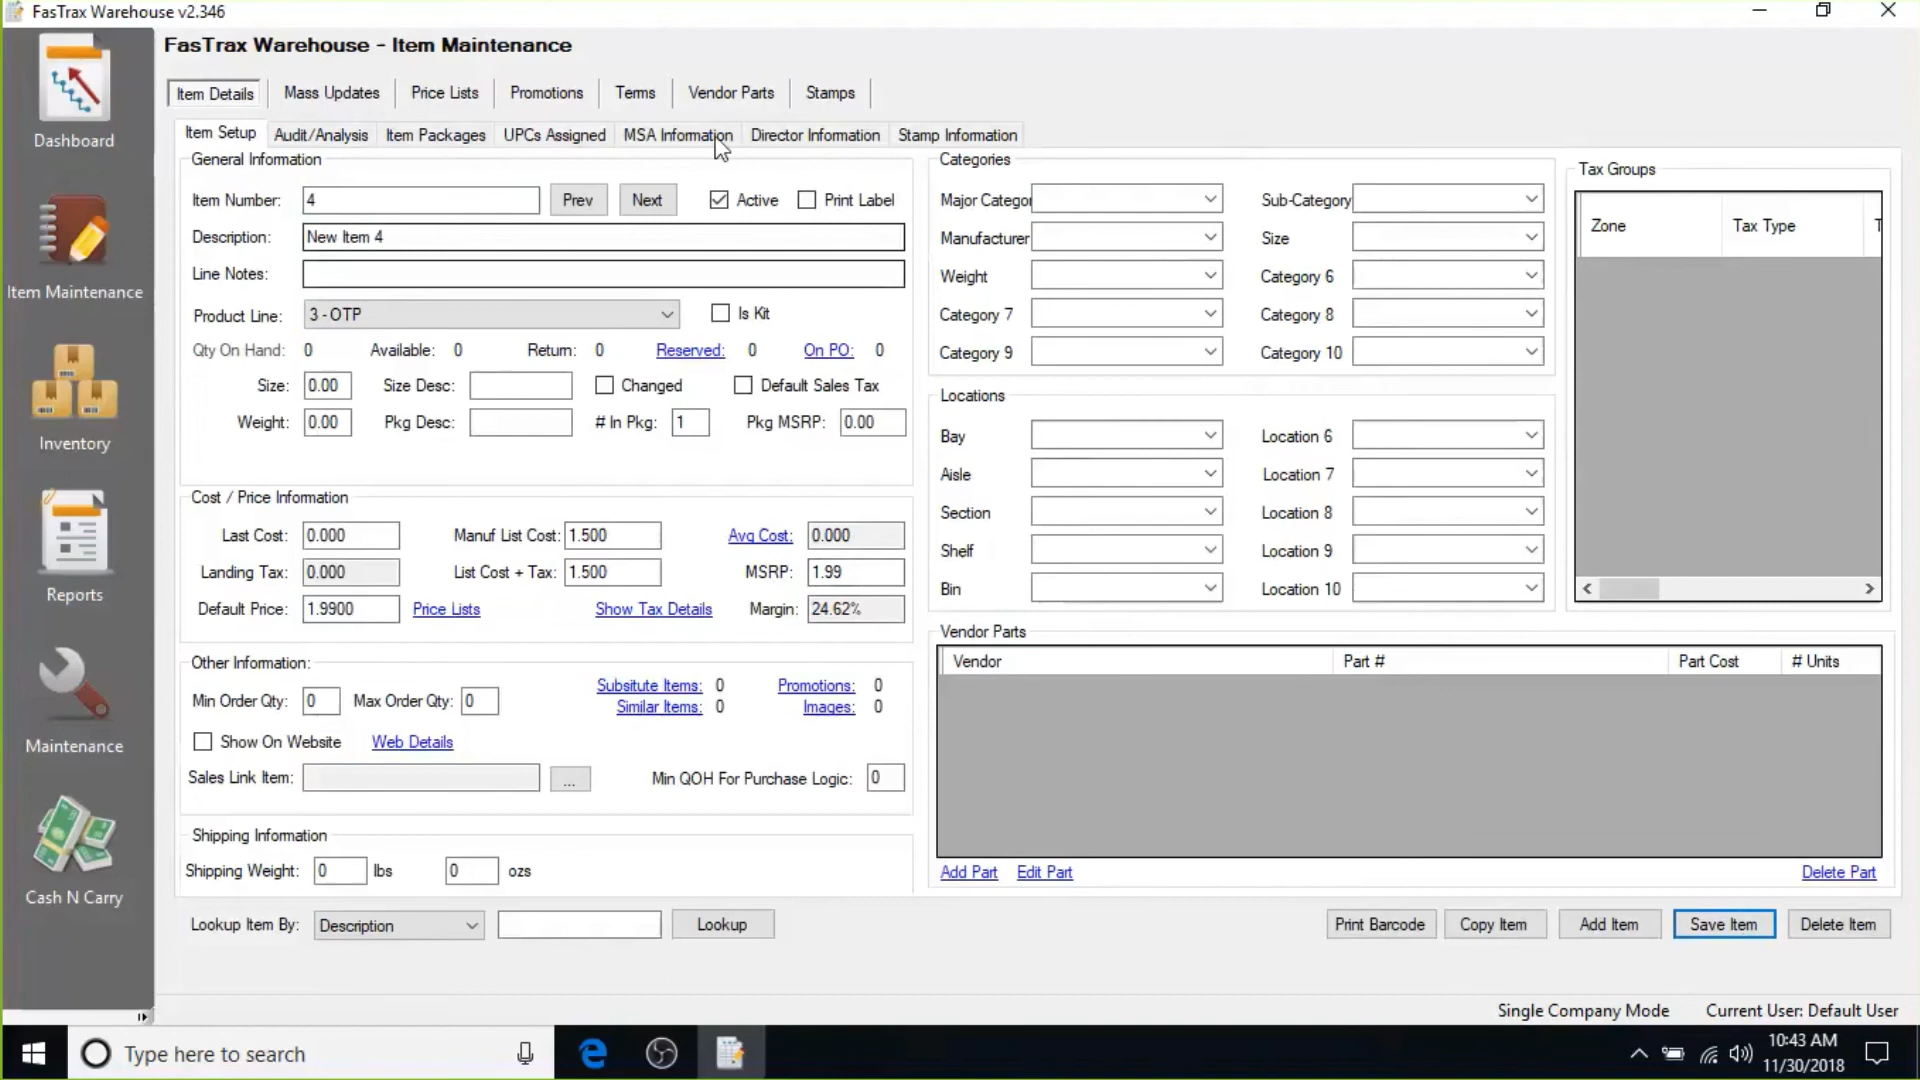 FasTrax Warehouse v2.346
FasTrax Warehouse - Item Maintenance
Item Details Mass Updates Price Lists Promotions Terms Vendor Parts Stamps
Item Setup Audit/Analysis Item Packages UPCs Assigned MSA Information Director Information Stamp Information
Dashboard
Item Maintenance
Inventory
Reports
Maintenance
Cash N Carry
General Information
Item Number: 4 Prev Next Active Print Label
Description: New Item 4
Line Notes:
Product Line: 3 - OTP Is Kit
Qty On Hand: 0 Available: 0 Return: 0 Reserved: 0 On PO: 0
Size: 0.00 Size Desc: Changed Default Sales Tax
Weight: 0.00 Pkg Desc: # In Pkg: 1 Pkg MSRP: 0.00
Cost / Price Information
Last Cost: 0.000 Manuf List Cost: 1.500 Avg Cost: 0.000
Landing Tax: 0.000 List Cost + Tax: 1.500 MSRP: 1.99
Default Price: 1.9900 Price Lists Show Tax Details Margin: 24.62%
Other Information:
Min Order Qty: 0 Max Order Qty: 0 Subsitute Items: 0 Promotions: 0
Similar Items: 0 Images: 0
Show On Website Web Details
Sales Link Item: ... Min QOH For Purchase Logic: 0
Shipping Information
Shipping Weight: 0 lbs 0 ozs
Categories
Major Categor Sub-Category
Manufacturer Size
Weight Category 6
Category 7 Category 8
Category 9 Category 10
Locations
Bay Location 6
Aisle Location 7
Section Location 8
Shelf Location 9
Bin Location 10
Tax Groups
Zone Tax Type T
Vendor Parts
Vendor Part # Part Cost # Units
Add Part Edit Part Delete Part
Lookup Item By: Description Lookup Print Barcode Copy Item Add Item Save Item Delete Item
Single Company Mode Current User: Default User
Type here to search
10:43 AM
11/30/2018